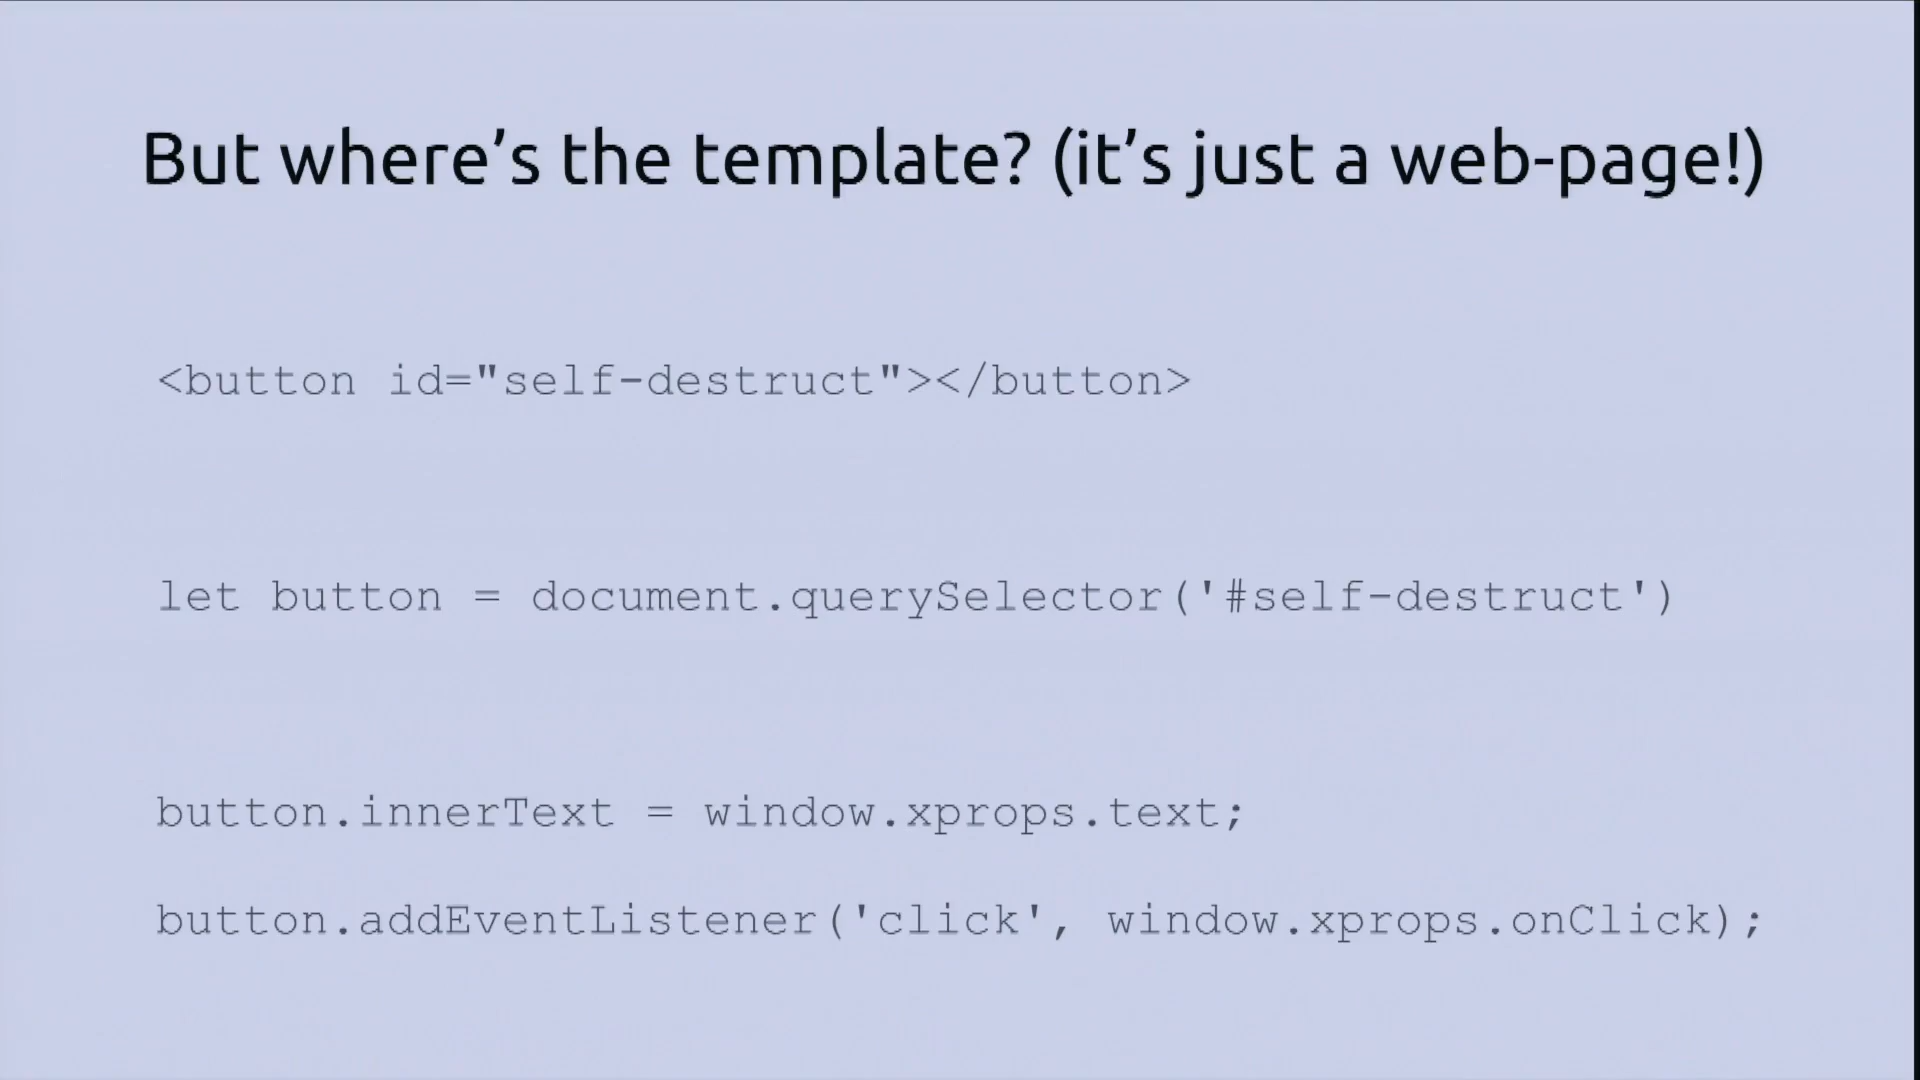 But where’s the template? (it’s just a web-page!)
<button id="self-destruct"></button>
let button = document.querySelector('#self-destruct')
button.innerText = window.xprops.text;
button.addEventListener('click', window.xprops.onClick);